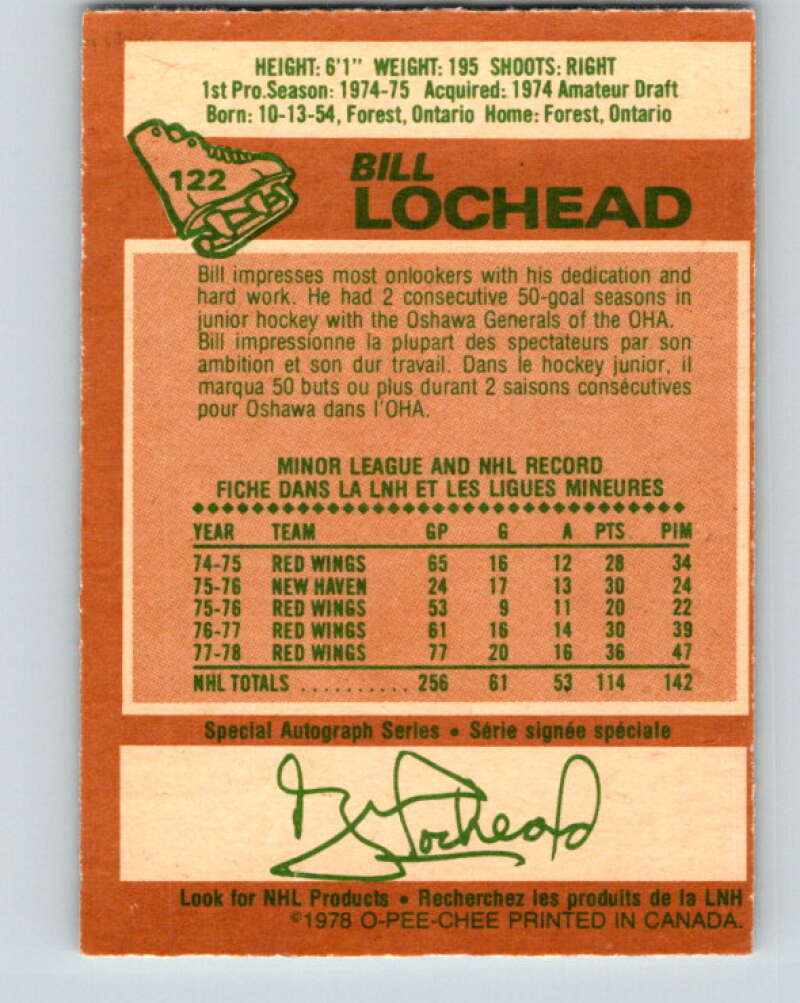 HEIGHT: 6'1" WEIGHT: 195 SHOOTS: RIGHT
1st Pro.Season: 1974-75 Acquired: 1974 Amateur Draft
Born: 10-13-54, Forest, Ontario Home: Forest, Ontario
122
BILL
LOCHEAD
Bill impresses most onlookers with his dedication and
hard work. He had 2 consecutive 50-goal seasons in
junior hockey with the Oshawa Generals of the OHA.
Bill impressionne la plupart des spectateurs par son
ambition et son dur travail. Dans le hockey junior, il
marqua 50 buts ou plus durant 2 saisons consécutives
pour Oshawa dans l'OHA.
MINOR LEAGUE AND NHL RECORD
FICHE DANS LA LNH ET LES LIGUES MINEURES
YEAR TEAM GP G A PTS PIM
74-75 RED WINGS 65 16 12 28 34
75-76 NEW HAVEN 24 17 13 30 24
75-76 RED WINGS 53 9 11 20 22
76-77 RED WINGS 61 16 14 30 39
77-78 RED WINGS 77 20 16 36 47
NHL TOTALS .......... 256 61 53 114 142
Special Autograph Series • Série signée spéciale
Bill Lochead
Look for NHL Products • Recherchez les produits de la LNH
©1978 O-PEE-CHEE PRINTED IN CANADA.